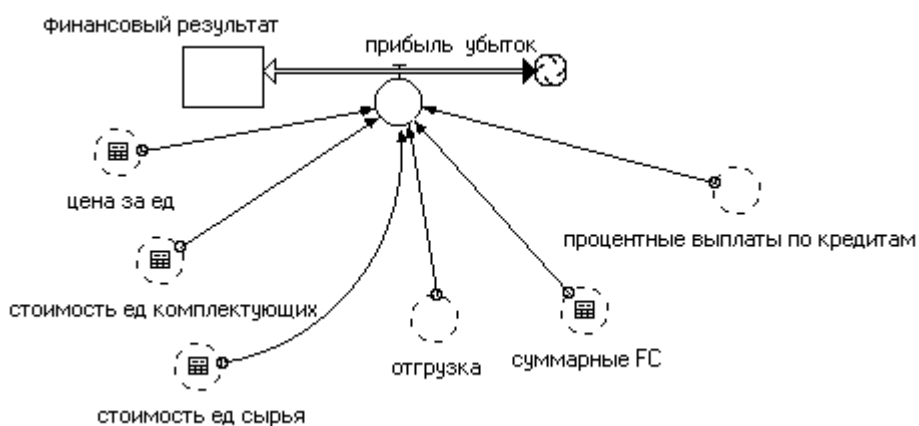 финансовый результат
прибыль убыток
цена за ед
процентные выплаты по кредитам
стоимость ед комплектующих
отгрузка
суммарные FC
стоимость ед сырья